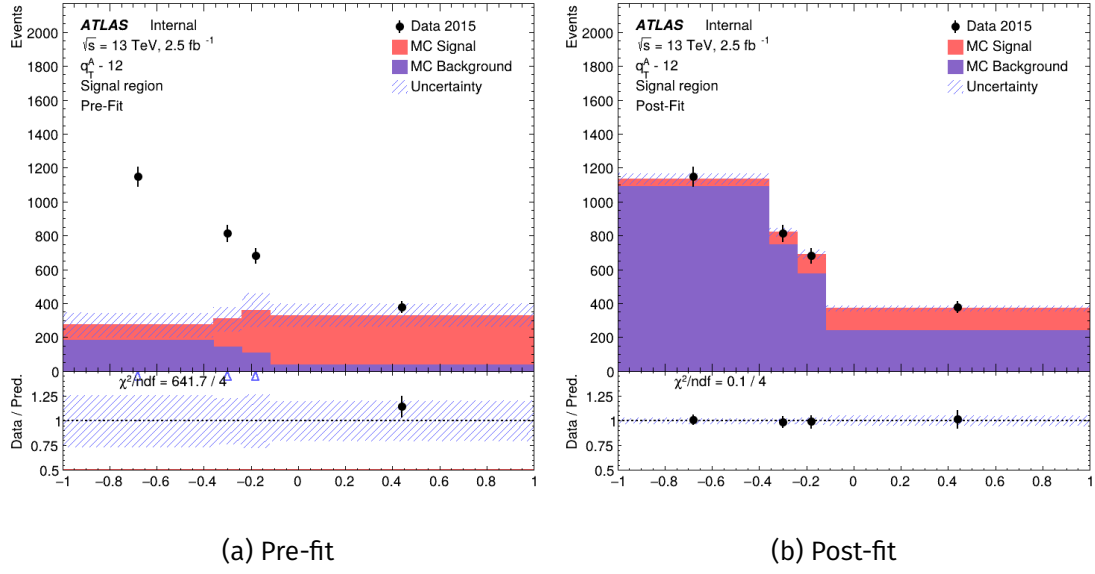 Events
2000
1800
1600
1400
1200
1000
800
600
400
200
0
ATLAS Internal
√s = 13 TeV, 2.5 fb -1
q_T^A - 12
Signal region
Pre-Fit
Data 2015
MC Signal
MC Background
Uncertainty
χ²/ndf = 641.7 / 4
Data / Pred.
1.25
1
0.75
0.5
−1 −0.8 −0.6 −0.4 −0.2 0 0.2 0.4 0.6 0.8 1
(a) Pre-fit
Events
2000
1800
1600
1400
1200
1000
800
600
400
200
0
ATLAS Internal
√s = 13 TeV, 2.5 fb -1
q_T^A - 12
Signal region
Post-Fit
Data 2015
MC Signal
MC Background
Uncertainty
χ²/ndf = 0.1 / 4
Data / Pred.
1.25
1
0.75
0.5
−1 −0.8 −0.6 −0.4 −0.2 0 0.2 0.4 0.6 0.8 1
(b) Post-fit